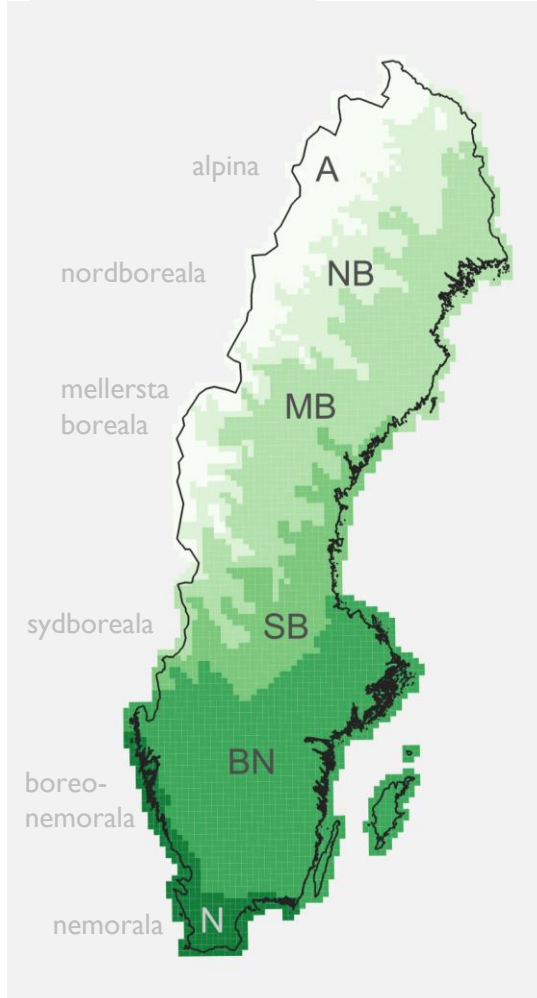 alpina
A
nordboreala
NB
mellersta
boreala
MB
sydboreala
SB
BN
boreo-
nemorala
nemorala
N